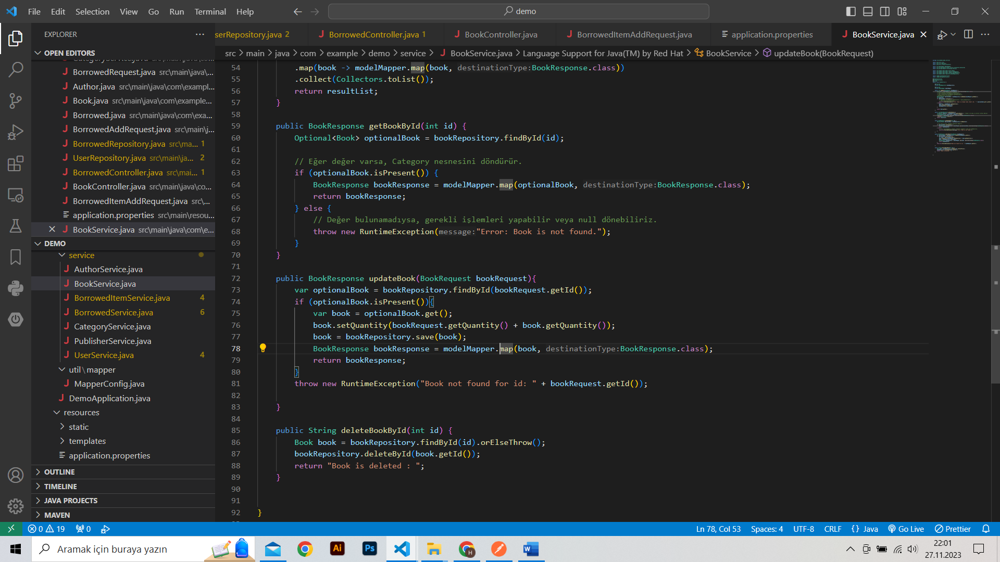 File Edit Selection View Go Run Terminal Help
demo
EXPLORER
serRepository.java 2 BorrowedController.java 1 BookController.java BorrowedItemAddRequest.java application.properties BookService.java
src > main > java > com > example > demo > service > BookService.java > Language Support for Java(TM) by Red Hat > BookService > updateBook(BookRequest)
OPEN EDITORS
BorrowedRequest.java src\main\java\...
Author.java src\main\java\com\exampl...
Book.java src\main\java\com\example...
Borrowed.java src\main\java\com\exa...
BorrowedAddRequest.java src\main\j...
BorrowedRepository.java src\ma... 1
UserRepository.java src\main\ja... 2
BorrowedController.java src\mai... 1
BookController.java src\main\java\co...
BorrowedItemAddRequest.java src\...
application.properties src\main\resou...
BookService.java src\main\java\com\e...
DEMO
service
AuthorService.java
BookService.java
BorrowedItemService.java 4
BorrowedService.java 6
CategoryService.java
PublisherService.java
UserService.java 4
util\mapper
MapperConfig.java
DemoApplication.java
resources
static
templates
application.properties
OUTLINE
TIMELINE
JAVA PROJECTS
MAVEN
54 .map(book -> modelMapper.map(book, destinationType:BookResponse.class))
55 .collect(Collectors.toList());
56 return resultList;
57 }
58
59 public BookResponse getBookById(int id) {
60 Optional<Book> optionalBook = bookRepository.findById(id);
61
62 // Eğer değer varsa, Category nesnesini döndürür.
63 if (optionalBook.isPresent()) {
64 BookResponse bookResponse = modelMapper.map(optionalBook, destinationType:BookResponse.class);
65 return bookResponse;
66 } else {
67 // Değer bulunamadıysa, gerekli işlemleri yapabilir veya null dönebiliriz.
68 throw new RuntimeException(message:"Error: Book is not found.");
69 }
70 }
71
72 public BookResponse updateBook(BookRequest bookRequest){
73 var optionalBook = bookRepository.findById(bookRequest.getId());
74 if (optionalBook.isPresent()){
75 var book = optionalBook.get();
76 book.setQuantity(bookRequest.getQuantity() + book.getQuantity());
77 book = bookRepository.save(book);
78 BookResponse bookResponse = modelMapper.map(book, destinationType:BookResponse.class);
79 return bookResponse;
80 }
81 throw new RuntimeException("Book not found for id: " + bookRequest.getId());
82
83 }
84
85 public String deleteBookById(int id) {
86 Book book = bookRepository.findById(id).orElseThrow();
87 bookRepository.deleteById(book.getId());
88 return "Book is deleted : ";
89 }
90
91
92 }
0 19 0 Ln 78, Col 53 Spaces: 4 UTF-8 CRLF {} Java Go Live Prettier
Aramak için buraya yazın
Ai Ps H W
22:01
27.11.2023